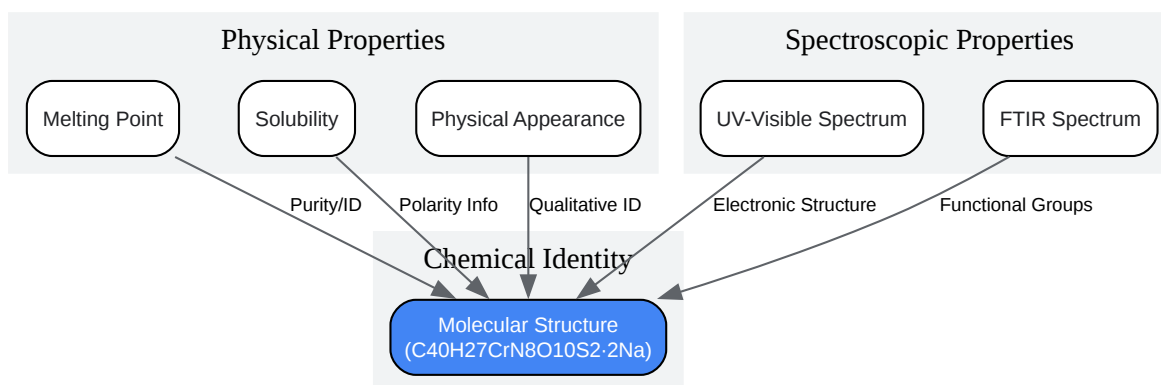 Physical Properties
Spectroscopic Properties
Melting Point
Solubility
Physical Appearance
UV-Visible Spectrum
FTIR Spectrum
Purity/ID
Polarity Info
Qualitative ID
Electronic Structure
Functional Groups
Chemical Identity
Molecular Structure
(C40H27CrN8O10S2·2Na)